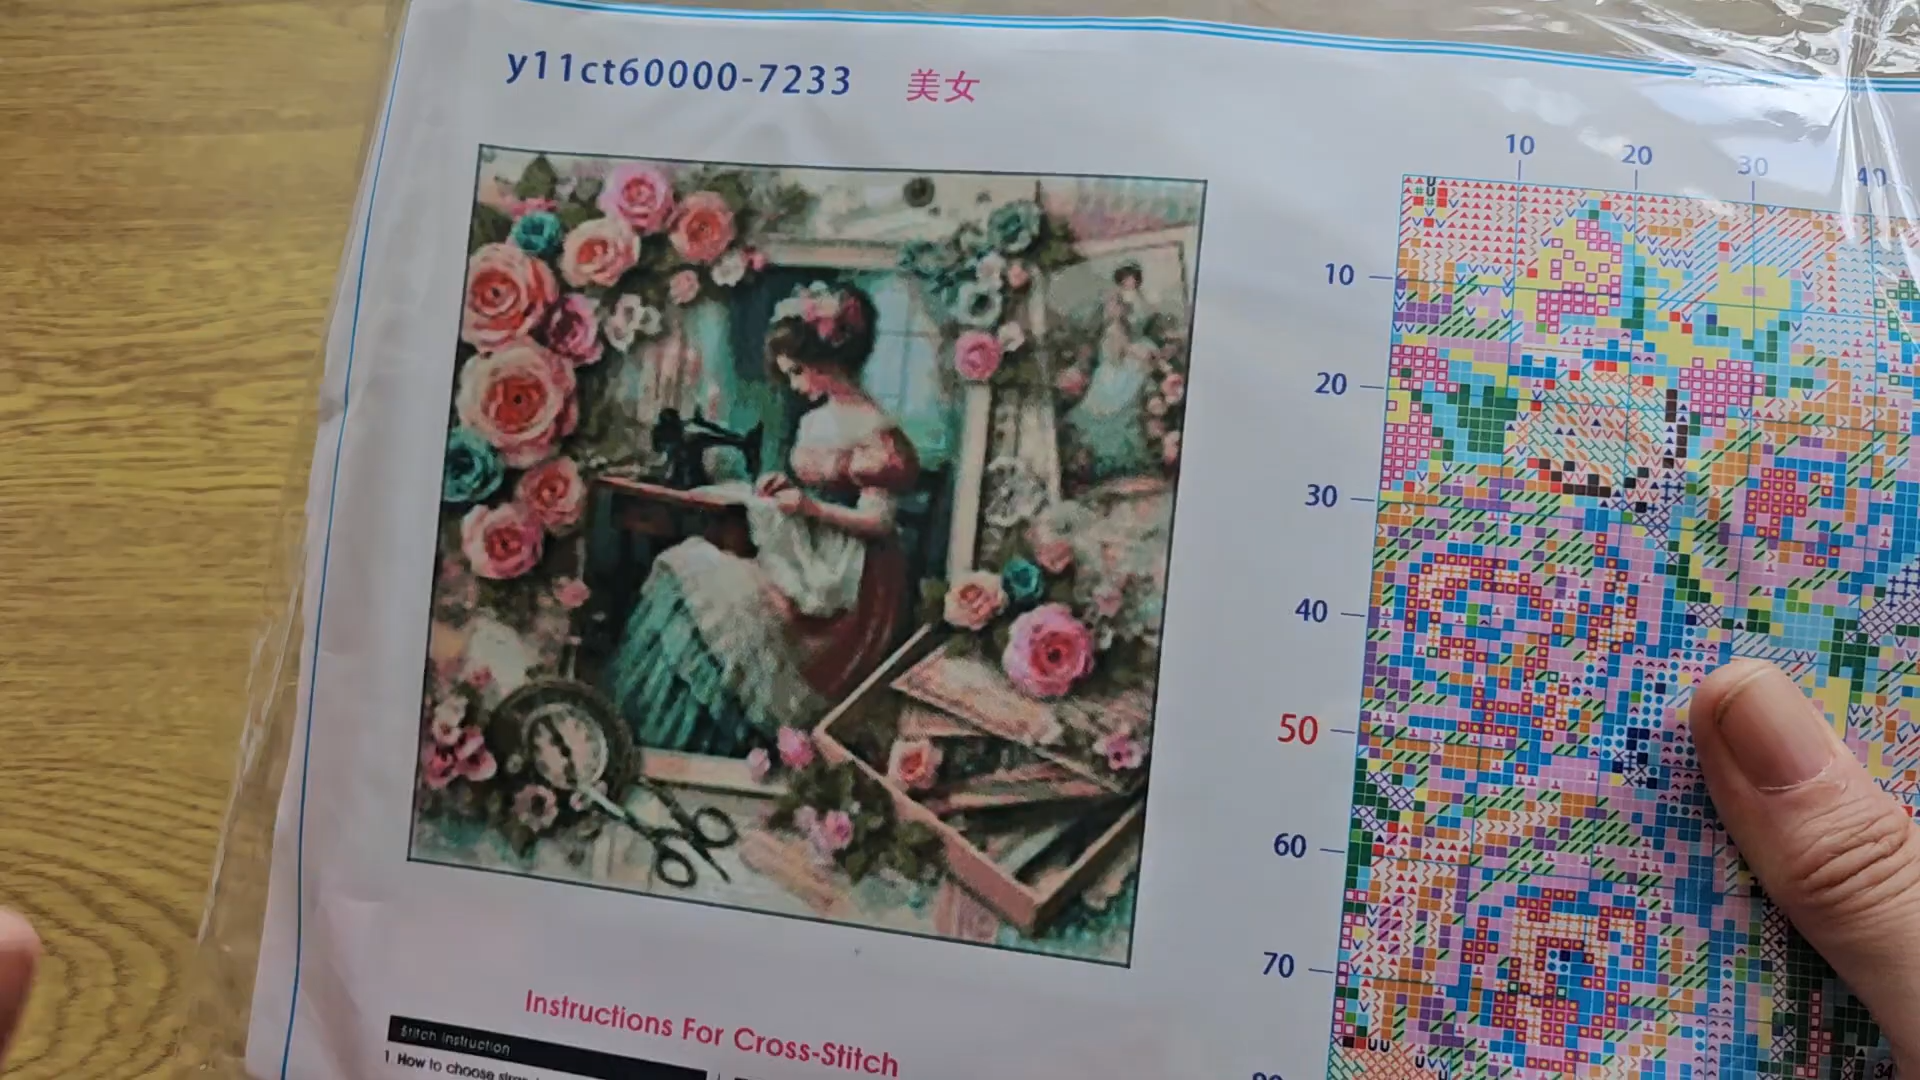 y11ct60000-7233 美女
10 20 30 40
10
20
30
40
50
60
70
Instructions For Cross-Stitch
Stitch Instruction
1 How to choose
34